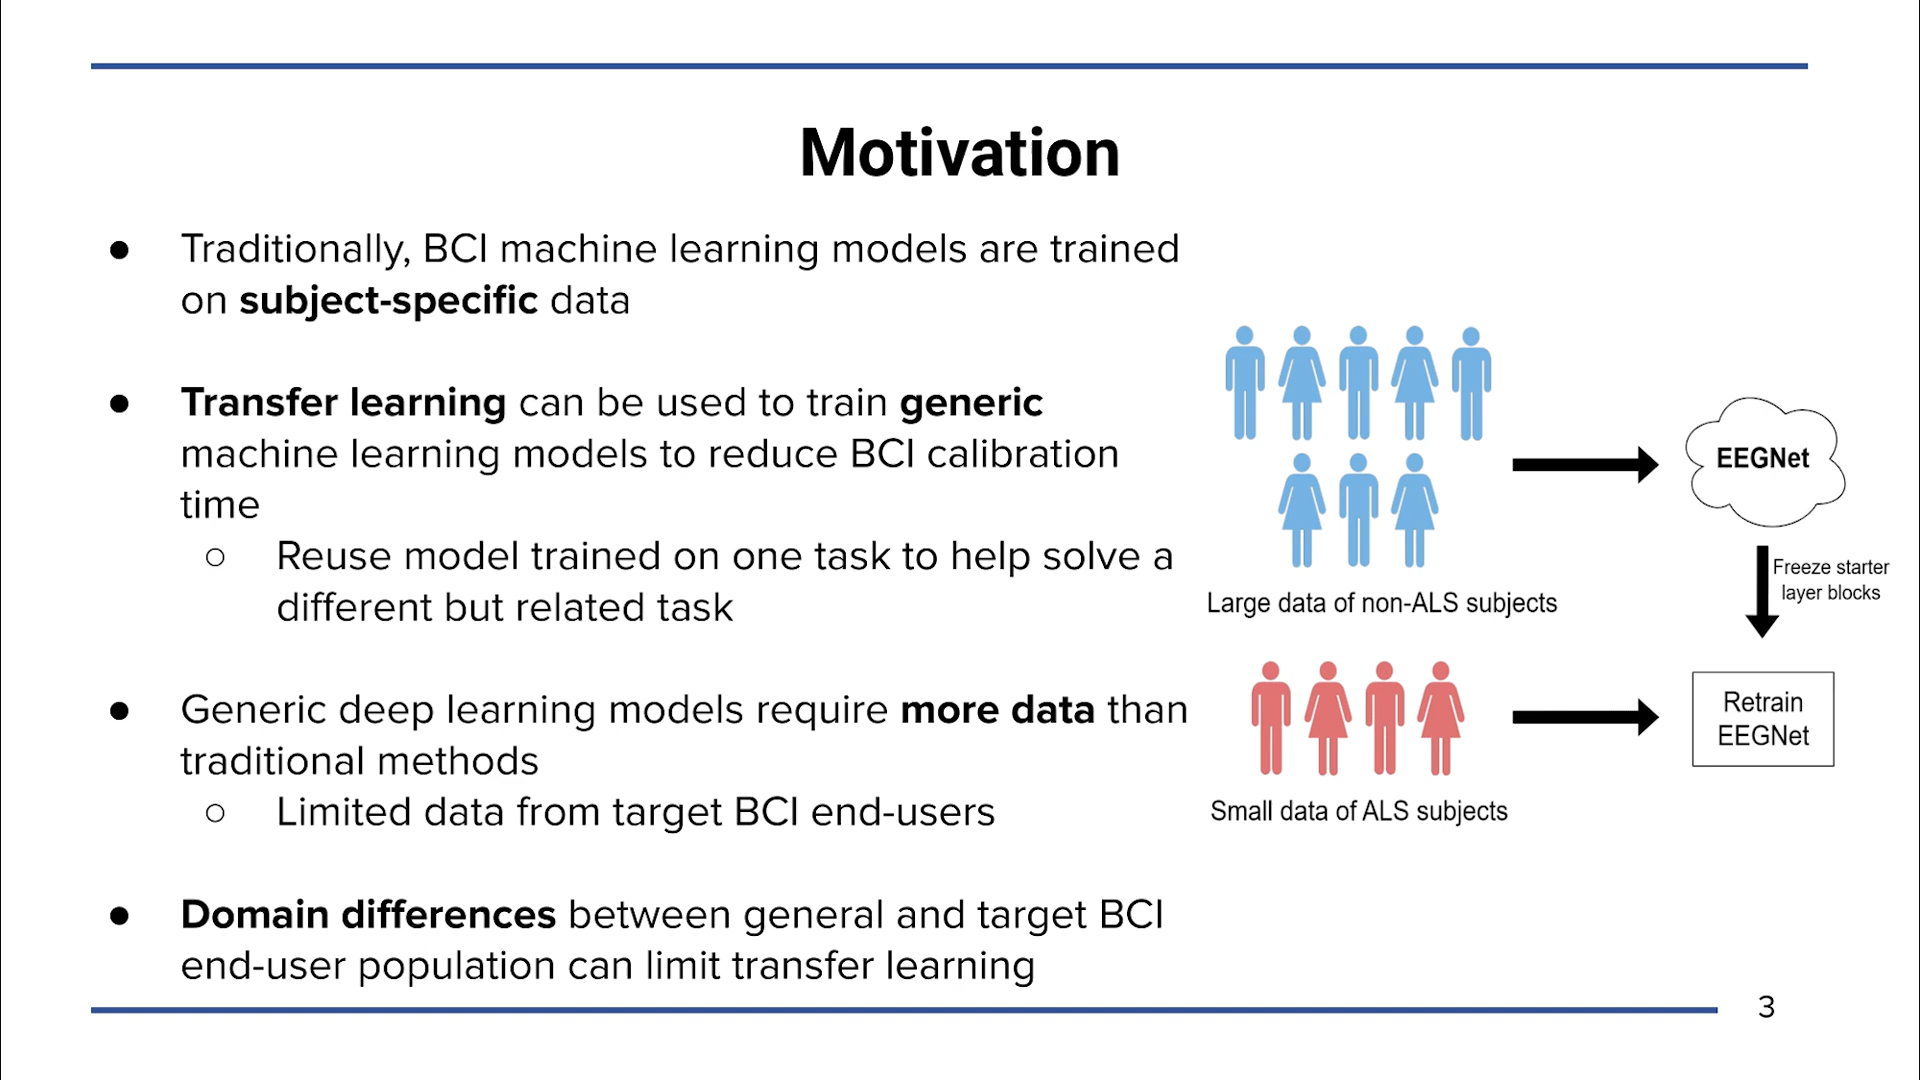 Motivation
● Traditionally, BCI machine learning models are trained
on subject-specific data
● Transfer learning can be used to train generic
machine learning models to reduce BCI calibration
time
○ Reuse model trained on one task to help solve a
different but related task
● Generic deep learning models require more data than
traditional methods
○ Limited data from target BCI end-users
● Domain differences between general and target BCI
end-user population can limit transfer learning
Large data of non-ALS subjects
EEGNet
Freeze starter
layer blocks
Small data of ALS subjects
Retrain
EEGNet
3